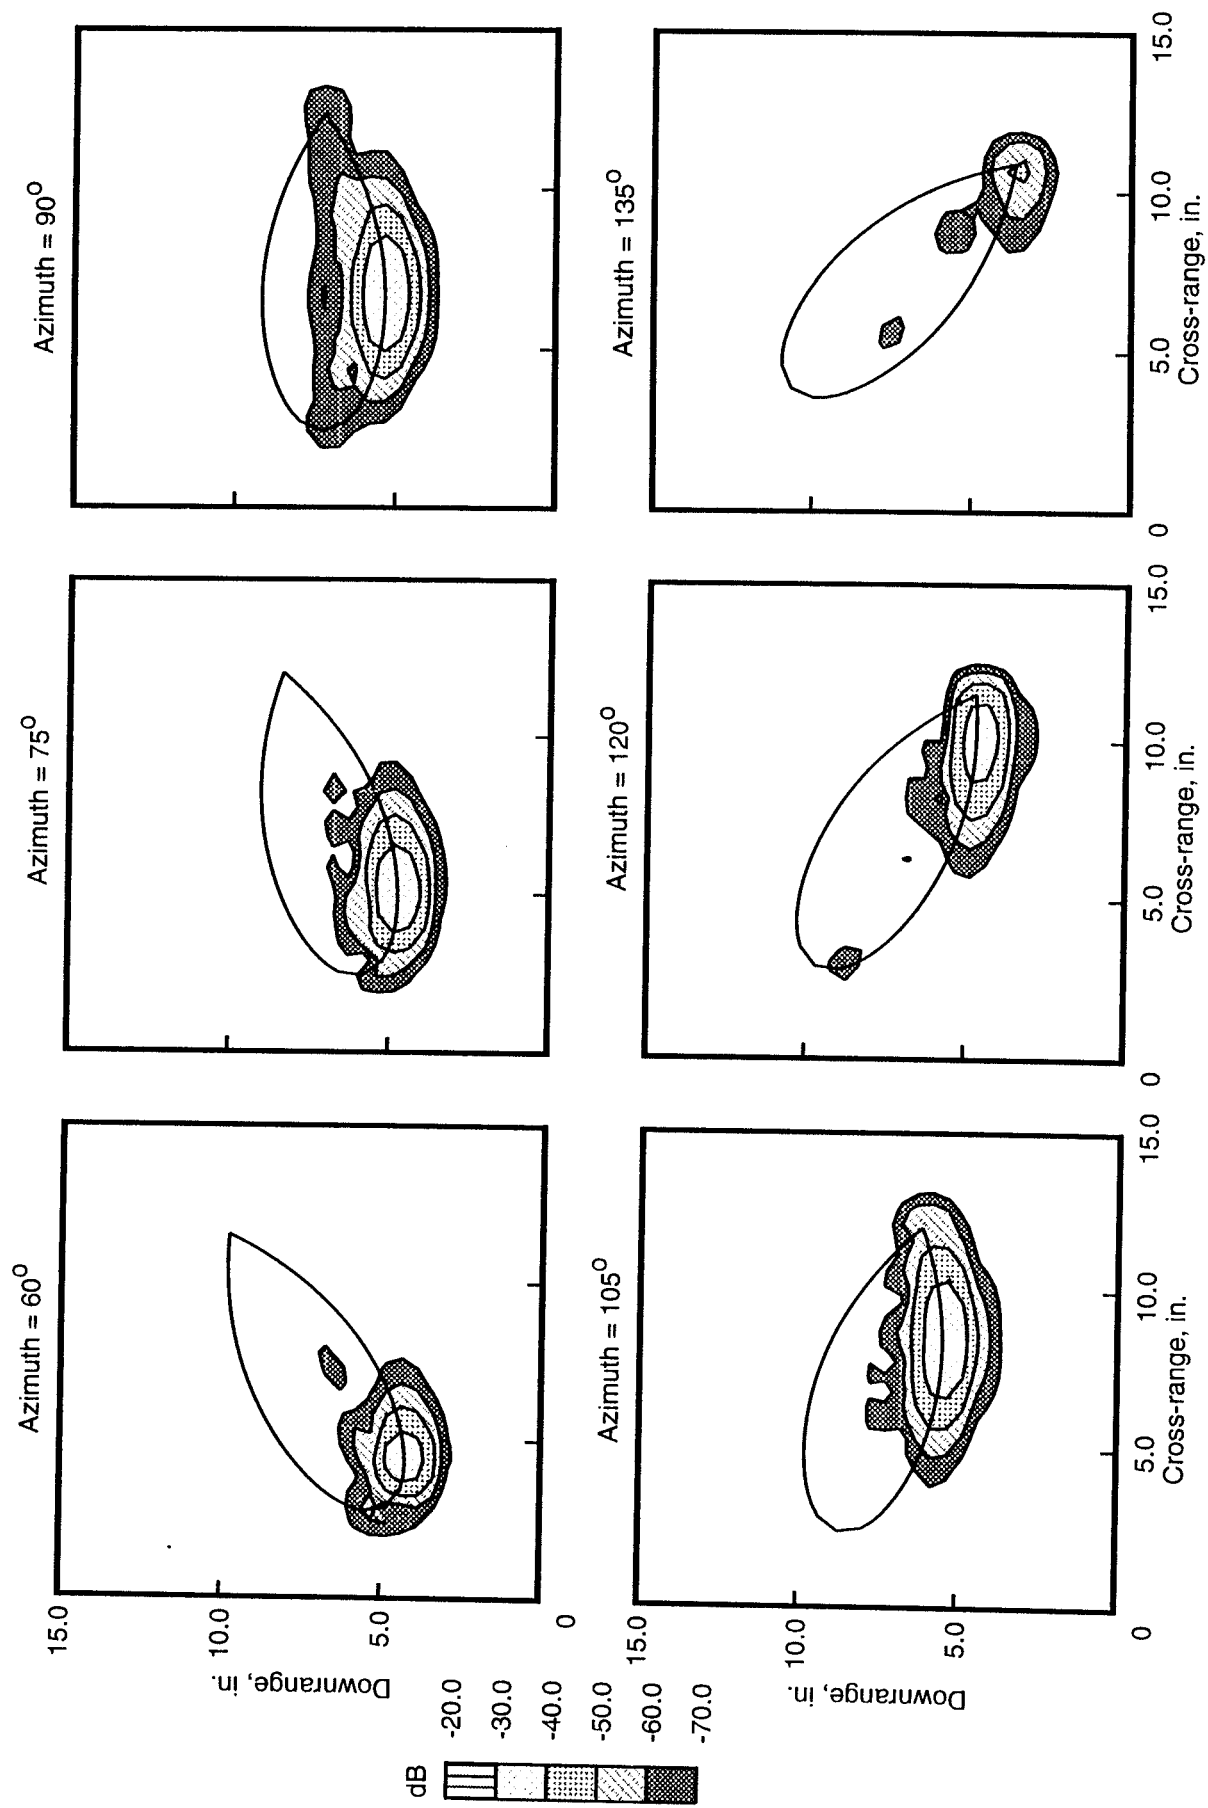 dB
-20.0
-30.0
-40.0
-50.0
-60.0
-70.0
Azimuth = 60°
Azimuth = 75°
Azimuth = 90°
15.0
10.0
5.0
0
Downrange, in.
Azimuth = 105°
Azimuth = 120°
Azimuth = 135°
15.0
10.0
5.0
0
Downrange, in.
5.0
10.0
15.0
Cross-range, in.
0
5.0
10.0
15.0
Cross-range, in.
0
5.0
10.0
15.0
Cross-range, in.